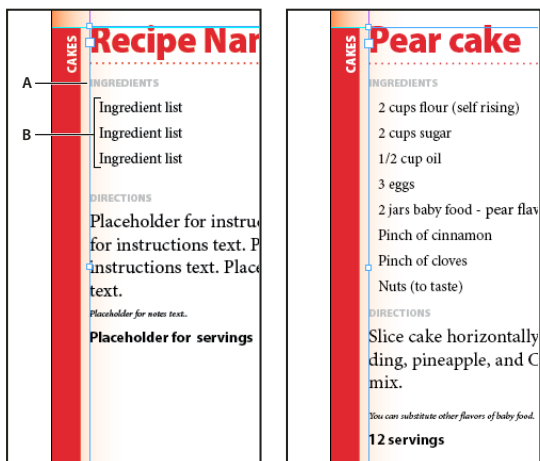 CAKES
Recipe Nar
A
INGREDIENTS
B
Ingredient list
Ingredient list
Ingredient list
DIRECTIONS
Placeholder for instru
for instructions text. P
instructions text. Place
text.
Placeholder for notes text..
Placeholder for servings
CAKES
Pear cake
INGREDIENTS
2 cups flour (self rising)
2 cups sugar
1/2 cup oil
3 eggs
2 jars baby food - pear flav
Pinch of cinnamon
Pinch of cloves
Nuts (to taste)
DIRECTIONS
Slice cake horizontally
ding, pineapple, and C
mix.
You can substitute other flavors of baby food.
12 servings